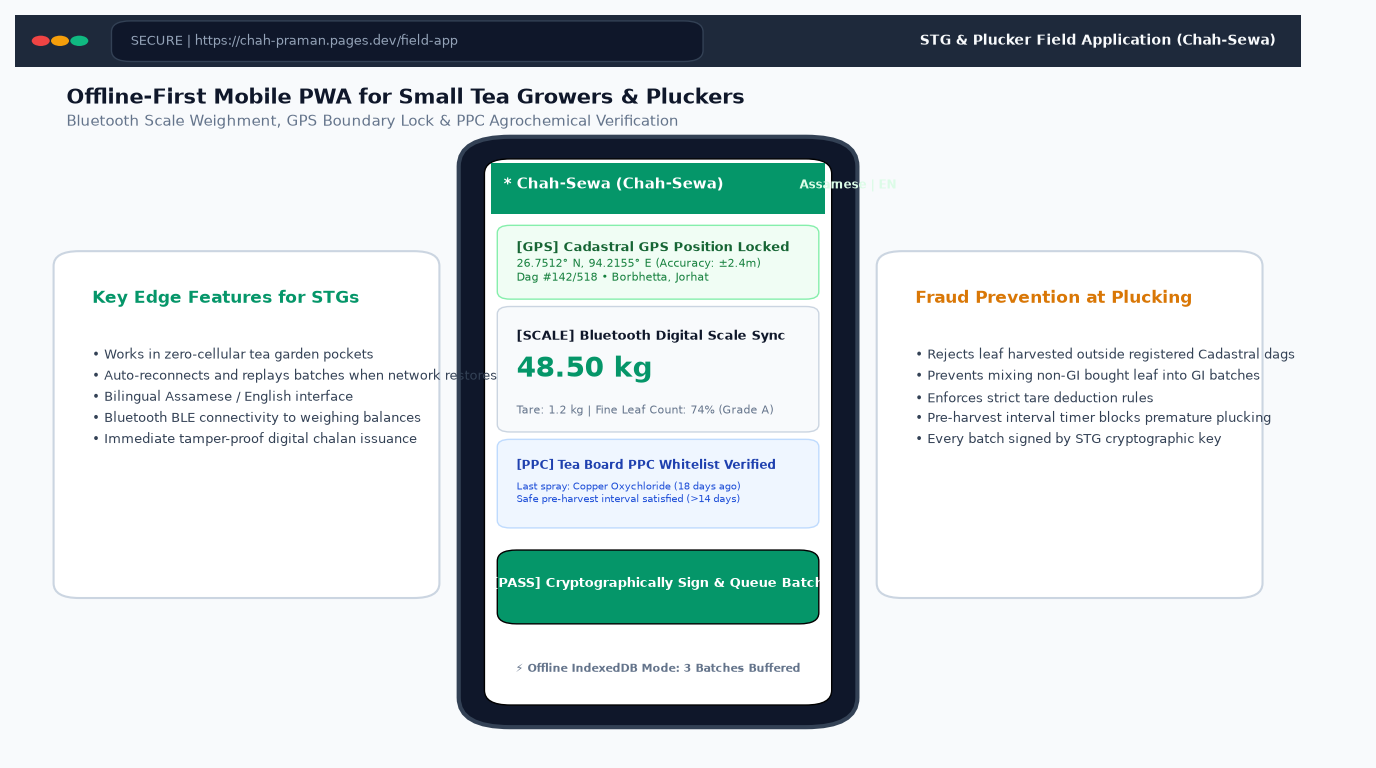 SECURE | https://chah-praman.pages.dev/field-app
STG & Plucker Field Application (Chah-Sewa)
Offline-First Mobile PWA for Small Tea Growers & Pluckers
Bluetooth Scale Weighment, GPS Boundary Lock & PPC Agrochemical Verification
Key Edge Features for STGs
• Works in zero-cellular tea garden pockets
• Auto-reconnects and replays batches when network restores
• Bilingual Assamese / English interface
• Bluetooth BLE connectivity to weighing balances
• Immediate tamper-proof digital chalan issuance
* Chah-Sewa (Chah-Sewa)
Assamese | EN
[GPS] Cadastral GPS Position Locked
26.7512° N, 94.2155° E (Accuracy: ±2.4m)
Dag #142/518 • Borbhetta, Jorhat
[SCALE] Bluetooth Digital Scale Sync
48.50 kg
Tare: 1.2 kg | Fine Leaf Count: 74% (Grade A)
[PPC] Tea Board PPC Whitelist Verified
Last spray: Copper Oxychloride (18 days ago)
Safe pre-harvest interval satisfied (>14 days)
[PASS] Cryptographically Sign & Queue Batch
⚡ Offline IndexedDB Mode: 3 Batches Buffered
Fraud Prevention at Plucking
• Rejects leaf harvested outside registered Cadastral dags
• Prevents mixing non-GI bought leaf into GI batches
• Enforces strict tare deduction rules
• Pre-harvest interval timer blocks premature plucking
• Every batch signed by STG cryptographic key